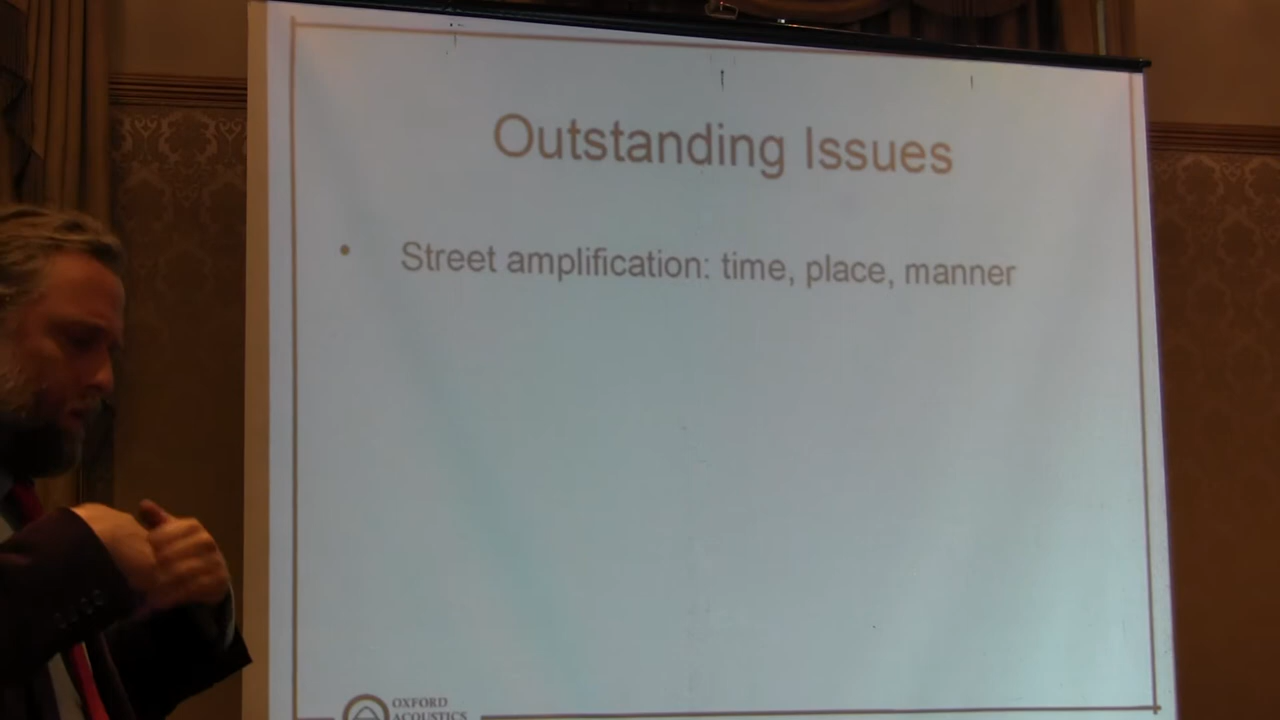 Outstanding Issues
• Street amplification: time, place, manner
OXFORD
ACOUSTICS